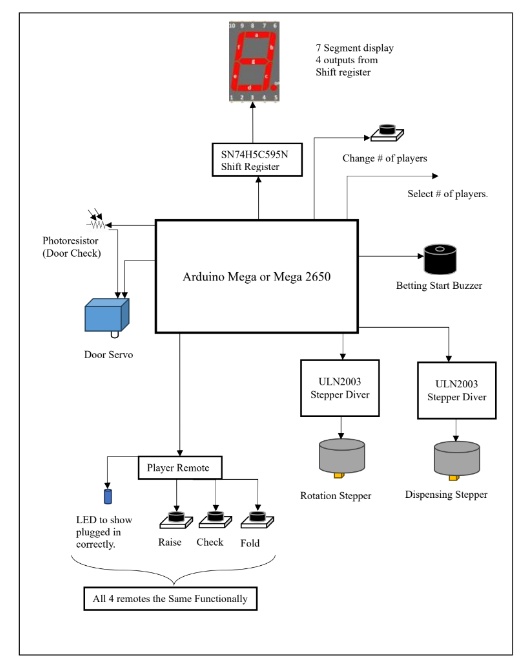 10 9 8 7 6
a
f b
g
e c
d
1 2 3 4 5
7 Segment display
4 outputs from
Shift register
SN74H5C595N
Shift Register
Change # of players
Select # of players.
Photoresistor
(Door Check)
Arduino Mega or Mega 2650
Betting Start Buzzer
Door Servo
ULN2003
Stepper Diver
ULN2003
Stepper Diver
Player Remote
Rotation Stepper
Dispensing Stepper
LED to show
plugged in
correctly.
Raise
Check
Fold
All 4 remotes the Same Functionally